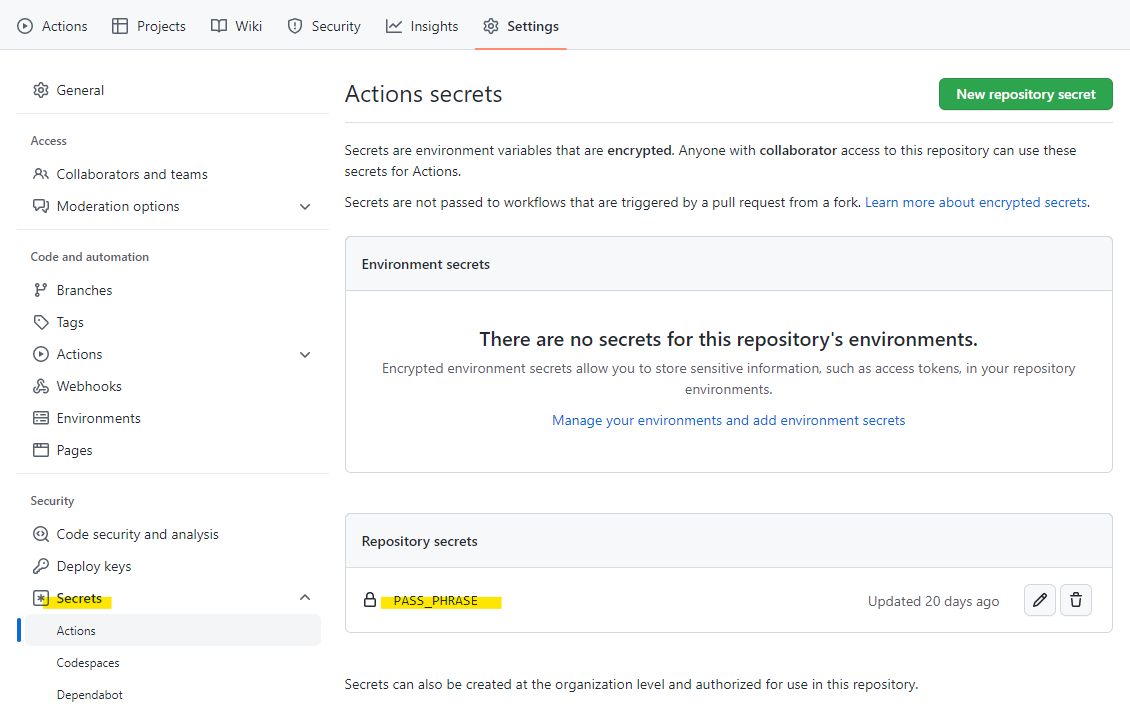 Actions
Projects
Wiki
Security
Insights
Settings
General
Access
Collaborators and teams
Moderation options
Code and automation
Branches
Tags
Actions
Webhooks
Environments
Pages
Security
Code security and analysis
Deploy keys
Secrets
Actions
Codespaces
Dependabot
Actions secrets
New repository secret
Secrets are environment variables that are encrypted. Anyone with collaborator access to this repository can use these
secrets for Actions.
Secrets are not passed to workflows that are triggered by a pull request from a fork. Learn more about encrypted secrets.
Environment secrets
There are no secrets for this repository's environments.
Encrypted environment secrets allow you to store sensitive information, such as access tokens, in your repository
environments.
Manage your environments and add environment secrets
Repository secrets
PASS_PHRASE
Updated 20 days ago
Secrets can also be created at the organization level and authorized for use in this repository.